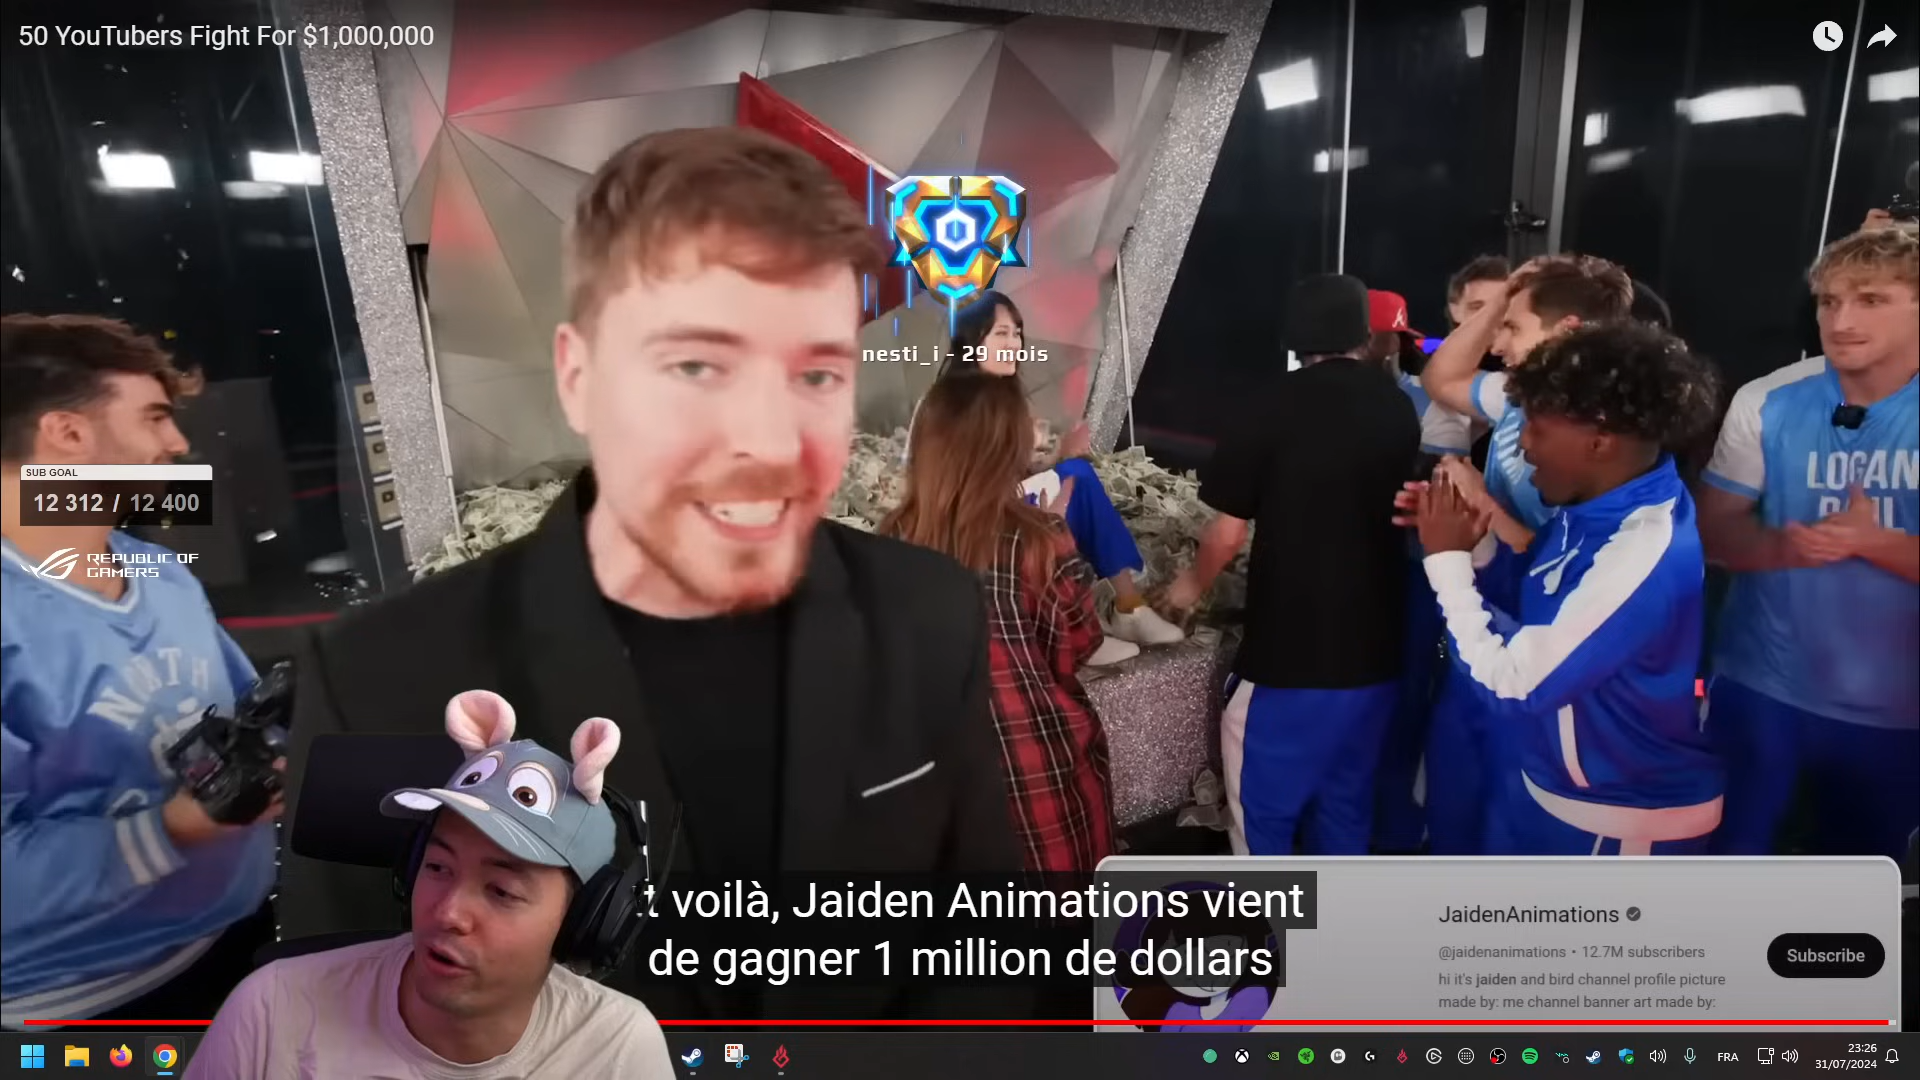 50 YouTubers Fight For $1,000,000
nesti_i - 29 mois
SUB GOAL
12 312 / 12 400
REPUBLIC OF
GAMERS
NORTH
LOGAN
PAUL
t voilà, Jaiden Animations vient
de gagner 1 million de dollars
JaidenAnimations
@jaidenanimations • 12.7M subscribers
hi it's jaiden and bird channel profile picture
made by: me channel banner art made by:
Subscribe
FRA
23:26
31/07/2024